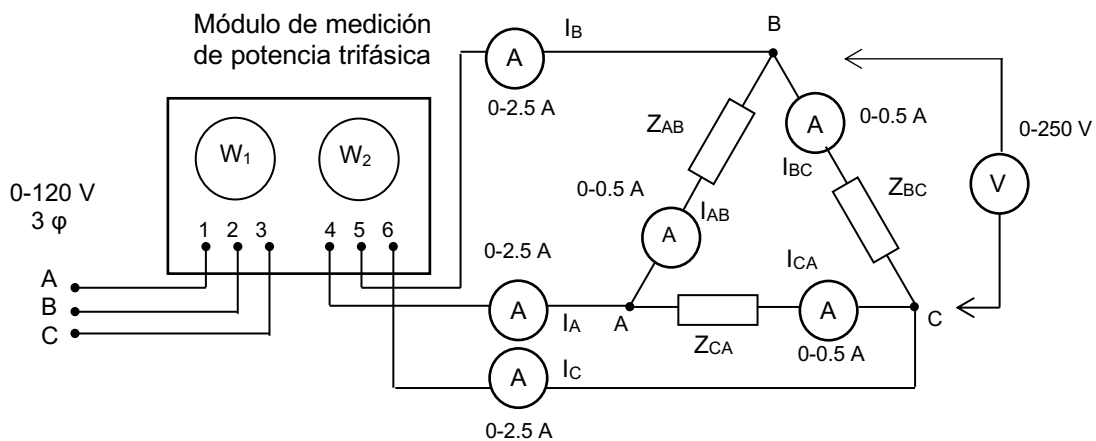 Módulo de medición
de potencia trifásica
W₁
W₂
0-120 V
3 φ
1 2 3
4 5 6
A
B
C
A
I_B
0-2.5 A
0-2.5 A
A
I_A
A
I_C
0-2.5 A
B
Z_AB
0-0.5 A
I_AB
A
A
0-0.5 A
I_BC
Z_BC
I_CA
A
Z_CA
A
0-0.5 A
C
0-250 V
V